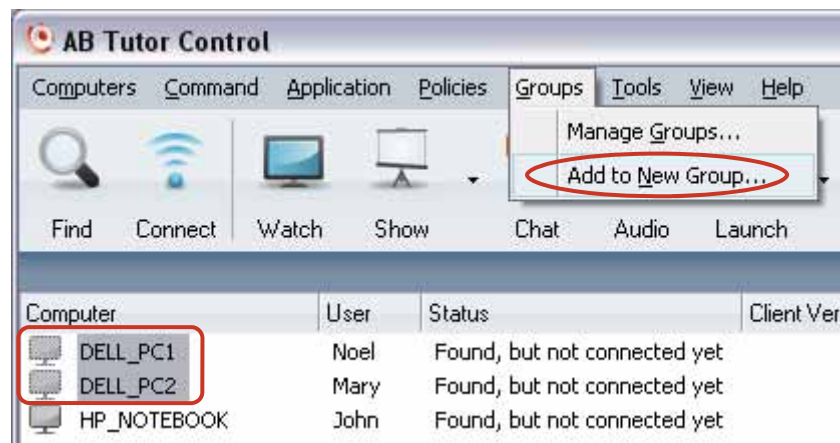 AB Tutor Control
Computers Command Application Policies Groups Tools View Help
Manage Groups...
Add to New Group...
Find Connect Watch Show Chat Audio Launch
Computer User Status Client Ver
DELL_PC1 Noel Found, but not connected yet
DELL_PC2 Mary Found, but not connected yet
HP_NOTEBOOK John Found, but not connected yet